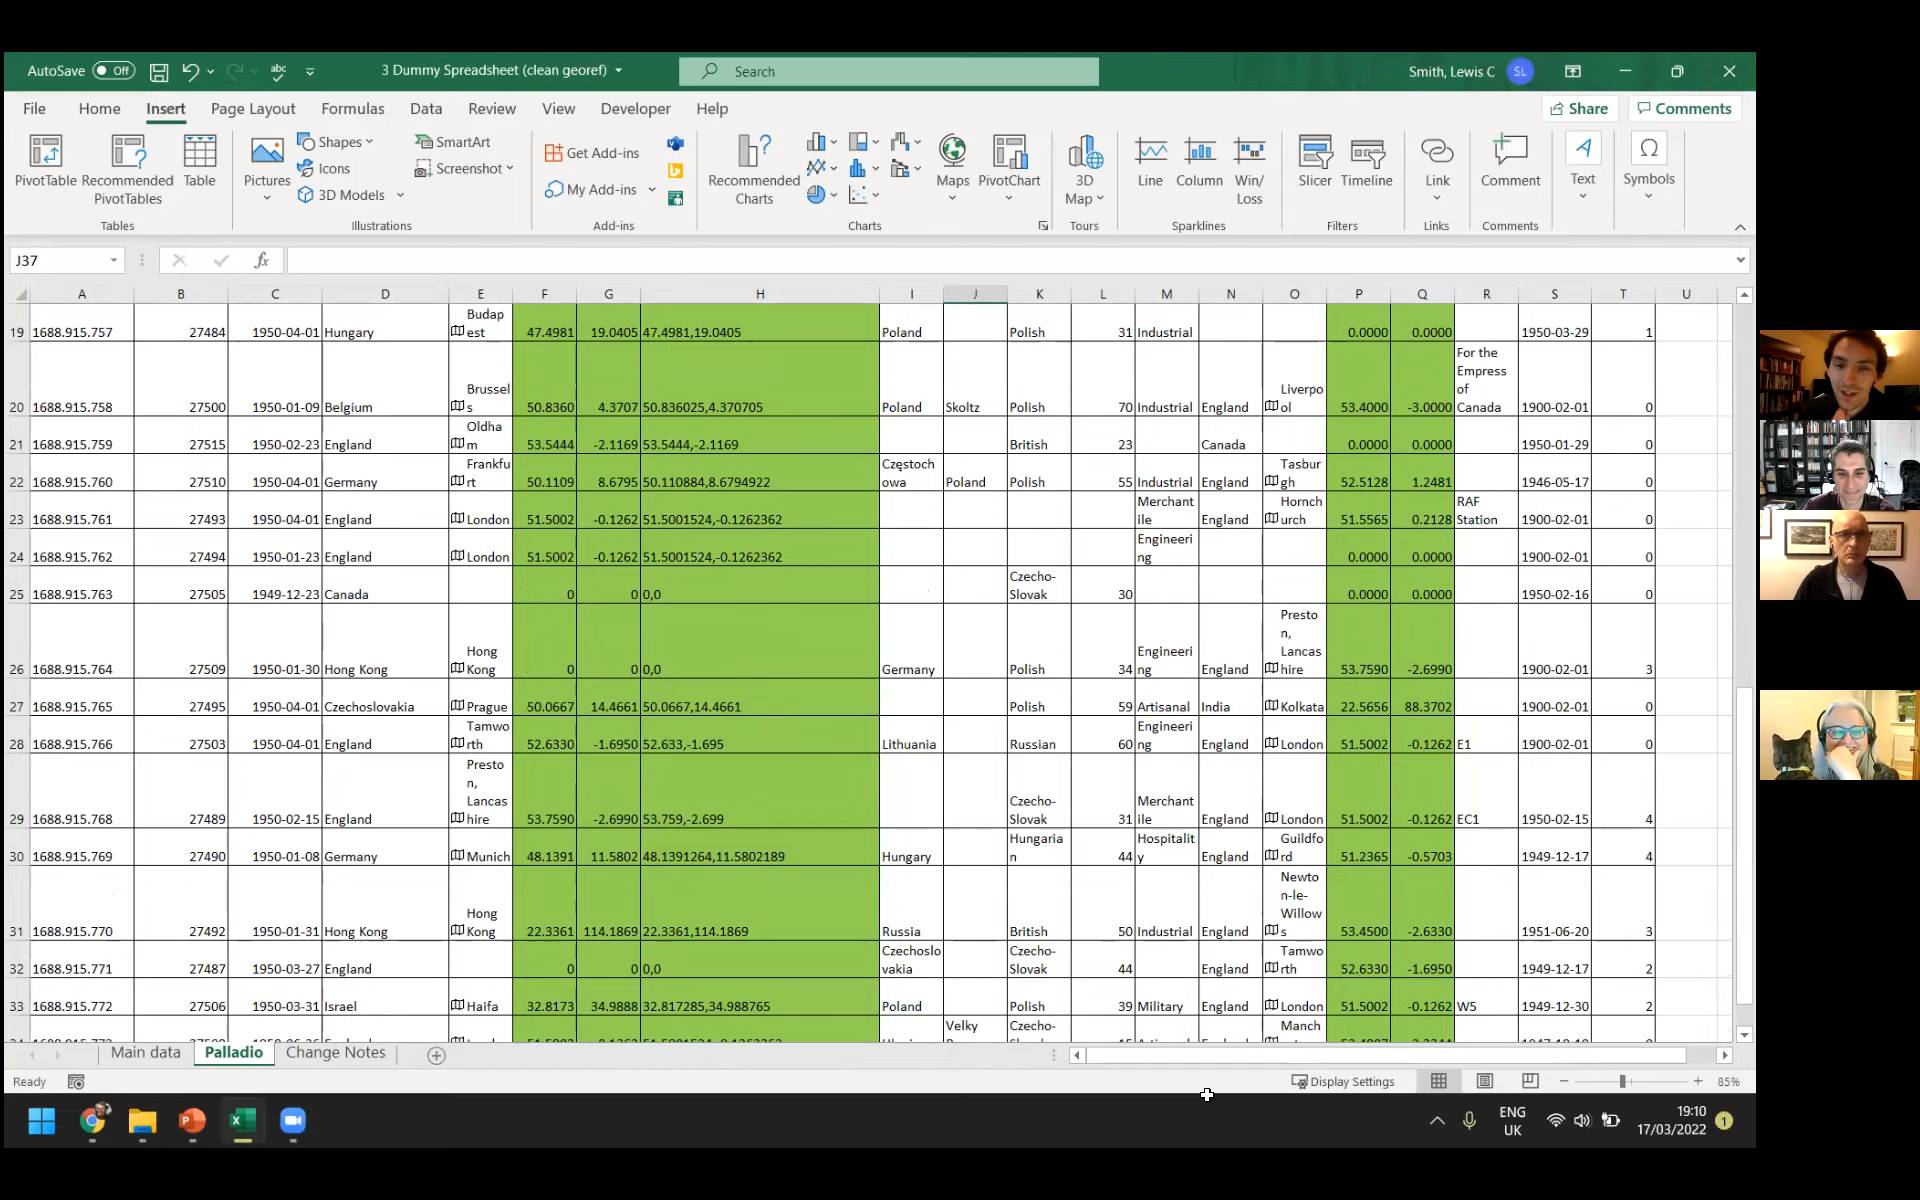 AutoSave Off abc 3 Dummy Spreadsheet (clean georef) Search Smith, Lewis C SL
File Home Insert Page Layout Formulas Data Review View Developer Help Share Comments
PivotTable Recommended PivotTables Table Pictures Shapes Icons 3D Models SmartArt Screenshot Get Add-ins My Add-ins Recommended Charts Maps PivotChart 3D Map Line Column Win/Loss Slicer Timeline Link Comment Text Symbols
Tables Illustrations Add-ins Charts Tours Sparklines Filters Links Comments
J37 fx
A B C D E F G H I J K L M N O P Q R S T U
19 1688.915.757 27484 1950-04-01 Hungary Budapest 47.4981 19.0405 47.4981,19.0405 Poland Polish 31 Industrial 0.0000 0.0000 1950-03-29 1
20 1688.915.758 27500 1950-01-09 Belgium Brussels 50.8360 4.3707 50.836025,4.370705 Poland Skoltz Polish 70 Industrial England Liverpool 53.4000 -3.0000 For the Empress of Canada 1900-02-01 0
21 1688.915.759 27515 1950-02-23 England Oldham 53.5444 -2.1169 53.5444,-2.1169 British 23 Canada 0.0000 0.0000 1950-01-29 0
22 1688.915.760 27510 1950-04-01 Germany Frankfurt 50.1109 8.6795 50.110884,8.6794922 Częstochowa Poland Polish 55 Industrial England Tasburgh 52.5128 1.2481 1946-05-17 0
23 1688.915.761 27493 1950-04-01 England London 51.5002 -0.1262 51.5001524,-0.1262362 Merchantile England Hornchurch 51.5565 0.2128 RAF Station 1900-02-01 0
24 1688.915.762 27494 1950-01-23 England London 51.5002 -0.1262 51.5001524,-0.1262362 Engineering 0.0000 0.0000 1900-02-01 0
25 1688.915.763 27505 1949-12-23 Canada 0 0 0,0 Czecho-Slovak 30 0.0000 0.0000 1950-02-16 0
26 1688.915.764 27509 1950-01-30 Hong Kong Hong Kong 0 0 0,0 Germany Polish 34 Engineering England Preston, Lancashire 53.7590 -2.6990 1900-02-01 3
27 1688.915.765 27495 1950-04-01 Czechoslovakia Prague 50.0667 14.4661 50.0667,14.4661 Polish 59 Artisanal India Kolkata 22.5656 88.3702 1900-02-01 0
28 1688.915.766 27503 1950-04-01 England Tamworth 52.6330 -1.6950 52.633,-1.695 Lithuania Russian 60 Engineering England London 51.5002 -0.1262 E1 1900-02-01 0
29 1688.915.768 27489 1950-02-15 England Preston, Lancashire 53.7590 -2.6990 53.759,-2.699 Czecho-Slovak 31 Merchantile England London 51.5002 -0.1262 EC1 1950-02-15 4
30 1688.915.769 27490 1950-01-08 Germany Munich 48.1391 11.5802 48.1391264,11.5802189 Hungary Hungarian 44 Hospitality England Guildford 51.2365 -0.5703 1949-12-17 4
31 1688.915.770 27492 1950-01-31 Hong Kong Hong Kong 22.3361 114.1869 22.3361,114.1869 Russia British 50 Industrial England Newton-le-Willows 53.4500 -2.6330 1951-06-20 3
32 1688.915.771 27487 1950-03-27 England 0 0 0,0 Czechoslovakia Czecho-Slovak 44 England Tamworth 52.6330 -1.6950 1949-12-17 2
33 1688.915.772 27506 1950-03-31 Israel Haifa 32.8173 34.9888 32.817285,34.988765 Poland Polish 39 Military England London 51.5002 -0.1262 W5 1949-12-30 2
Velky Czecho- Manch
Main data Palladio Change Notes
Ready Display Settings 85%
ENG 19:10
UK 17/03/2022 1